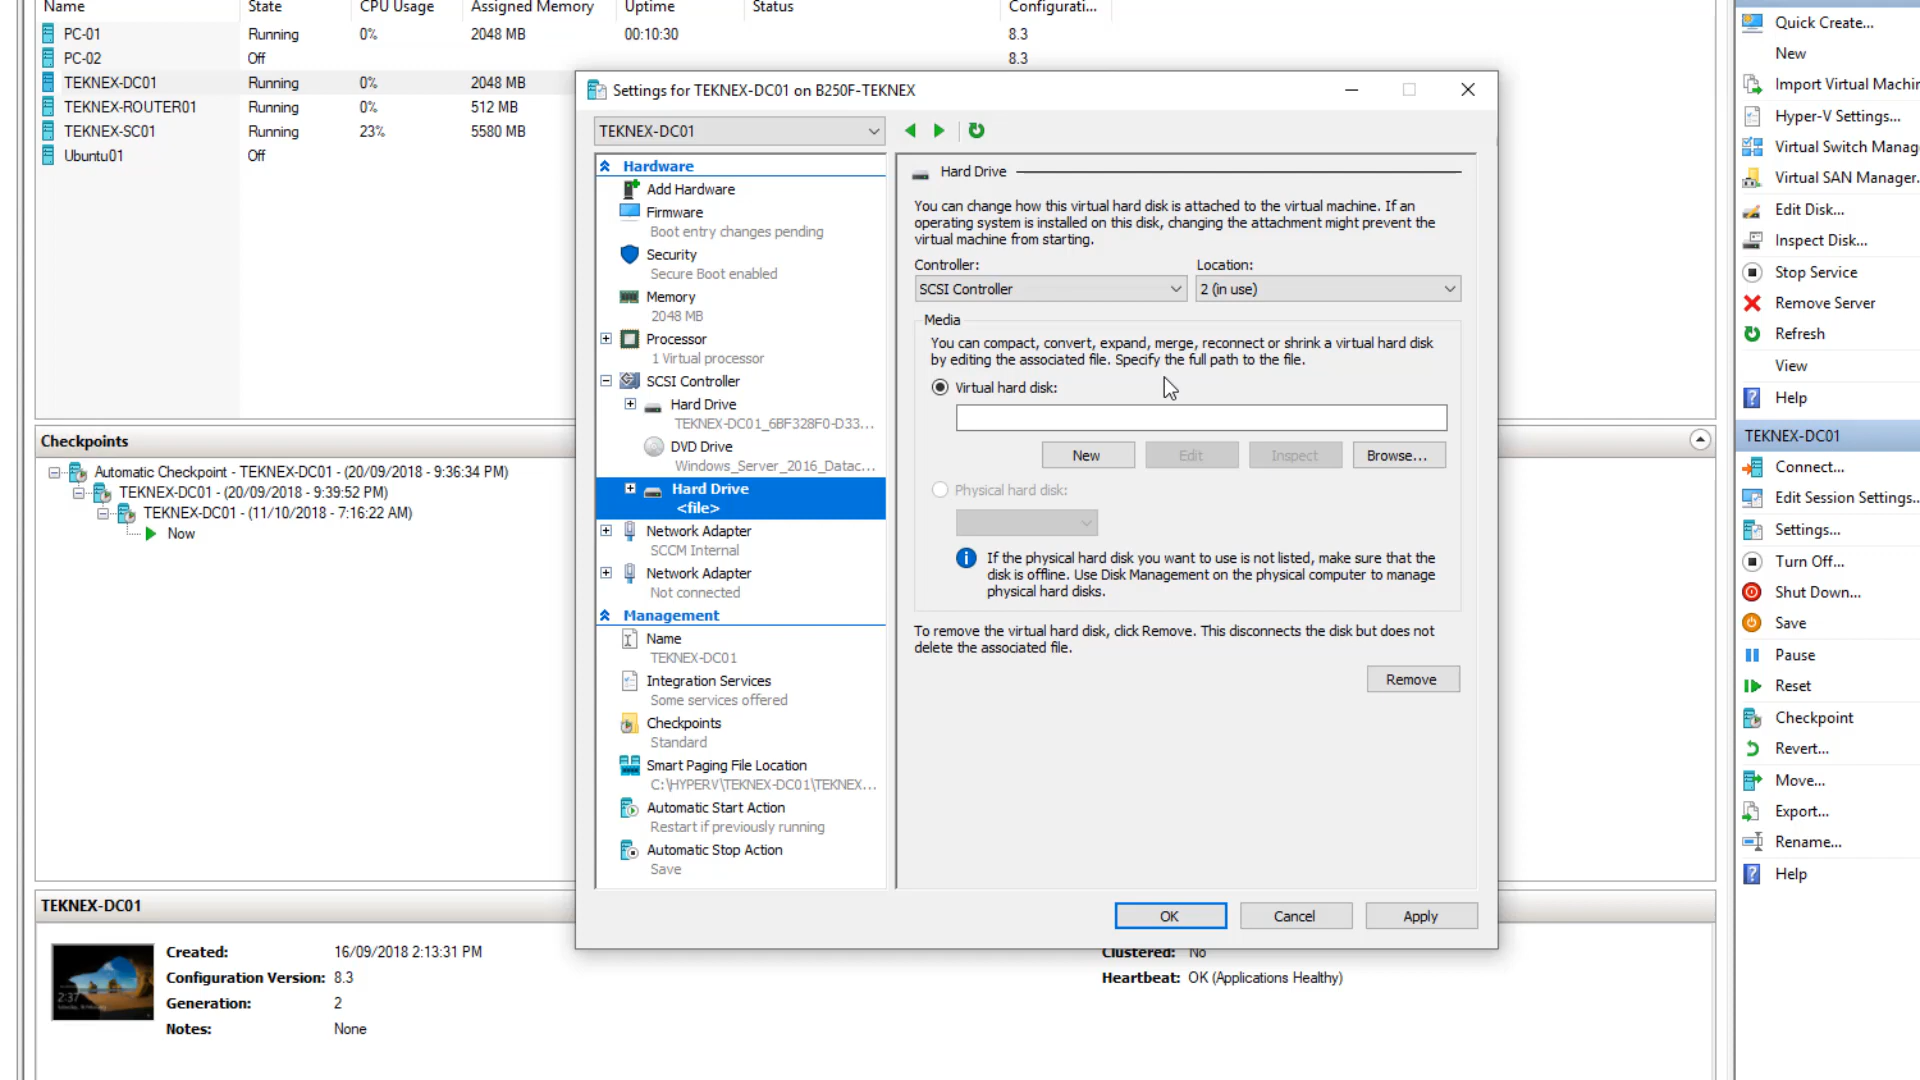 Name State CPU Usage Assigned Memory Uptime Status Configurati...
PC-01 Running 0% 2048 MB 00:10:30 8.3
PC-02 Off 8.3
TEKNEX-DC01 Running 0% 2048 MB
TEKNEX-ROUTER01 Running 0% 512 MB
TEKNEX-SC01 Running 23% 5580 MB
Ubuntu01 Off
Checkpoints
Automatic Checkpoint - TEKNEX-DC01 - (20/09/2018 - 9:36:34 PM)
TEKNEX-DC01 - (20/09/2018 - 9:39:52 PM)
TEKNEX-DC01 - (11/10/2018 - 7:16:22 AM)
Now
TEKNEX-DC01
2:37
Created: 16/09/2018 2:13:31 PM
Configuration Version: 8.3
Generation: 2
Notes: None
Clustered: No
Heartbeat: OK (Applications Healthy)
Settings for TEKNEX-DC01 on B250F-TEKNEX
TEKNEX-DC01
Hardware
Add Hardware
Firmware
Boot entry changes pending
Security
Secure Boot enabled
Memory
2048 MB
Processor
1 Virtual processor
SCSI Controller
Hard Drive
TEKNEX-DC01_6BF328F0-D33...
DVD Drive
Windows_Server_2016_Datac...
Hard Drive
<file>
Network Adapter
SCCM Internal
Network Adapter
Not connected
Management
Name
TEKNEX-DC01
Integration Services
Some services offered
Checkpoints
Standard
Smart Paging File Location
C:\HYPERV\TEKNEX-DC01\TEKNEX...
Automatic Start Action
Restart if previously running
Automatic Stop Action
Save
Hard Drive
You can change how this virtual hard disk is attached to the virtual machine. If an
operating system is installed on this disk, changing the attachment might prevent the
virtual machine from starting.
Controller: Location:
SCSI Controller 2 (in use)
Media
You can compact, convert, expand, merge, reconnect or shrink a virtual hard disk
by editing the associated file. Specify the full path to the file.
Virtual hard disk:
New Edit Inspect Browse...
Physical hard disk:
If the physical hard disk you want to use is not listed, make sure that the
disk is offline. Use Disk Management on the physical computer to manage
physical hard disks.
To remove the virtual hard disk, click Remove. This disconnects the disk but does not
delete the associated file.
Remove
OK Cancel Apply
Quick Create...
New
Import Virtual Machin
Hyper-V Settings...
Virtual Switch Manag
Virtual SAN Manager.
Edit Disk...
Inspect Disk...
Stop Service
Remove Server
Refresh
View
Help
TEKNEX-DC01
Connect...
Edit Session Settings..
Settings...
Turn Off...
Shut Down...
Save
Pause
Reset
Checkpoint
Revert...
Move...
Export...
Rename...
Help